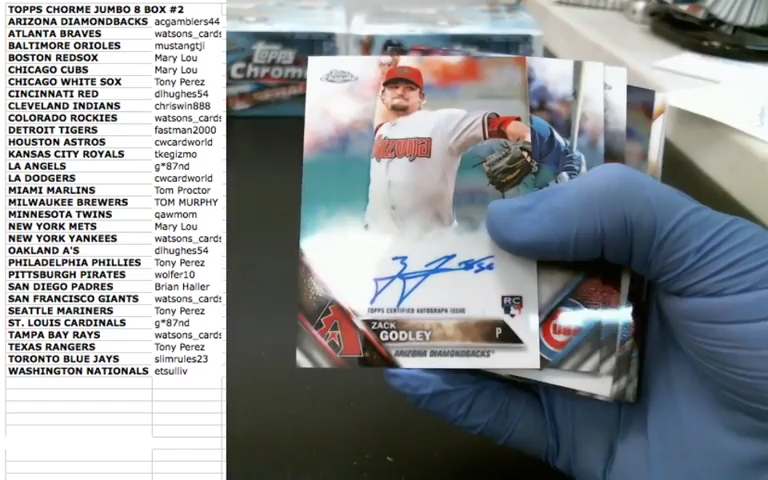 TOPPS CHORME JUMBO 8 BOX #2
ARIZONA DIAMONDBACKS acgamblers44
ATLANTA BRAVES watsons_cards
BALTIMORE ORIOLES mustangtji
BOSTON REDSOX Mary Lou
CHICAGO CUBS Mary Lou
CHICAGO WHITE SOX Tony Perez
CINCINNATI RED dlhughes54
CLEVELAND INDIANS chriswin888
COLORADO ROCKIES watsons_cards
DETROIT TIGERS fastman2000
HOUSTON ASTROS cwcardworld
KANSAS CITY ROYALS tkegizmo
LA ANGELS g*87nd
LA DODGERS cwcardworld
MIAMI MARLINS Tom Proctor
MILWAUKEE BREWERS TOM MURPHY
MINNESOTA TWINS qawmom
NEW YORK METS Mary Lou
NEW YORK YANKEES watsons_cards
OAKLAND A'S dlhughes54
PHILADELPHIA PHILLIES Tony Perez
PITTSBURGH PIRATES wolfer10
SAN DIEGO PADRES Brian Haller
SAN FRANCISCO GIANTS watsons_cards
SEATTLE MARINERS Tony Perez
ST. LOUIS CARDINALS g*87nd
TAMPA BAY RAYS watsons_cards
TEXAS RANGERS Tony Perez
TORONTO BLUE JAYS slimrules23
WASHINGTON NATIONALS etsulliv
TOPPS
Chrome
TOPPS CERTIFIED AUTOGRAPH ISSUE
RC
ZACK
GODLEY P
ARIZONA DIAMONDBACKS